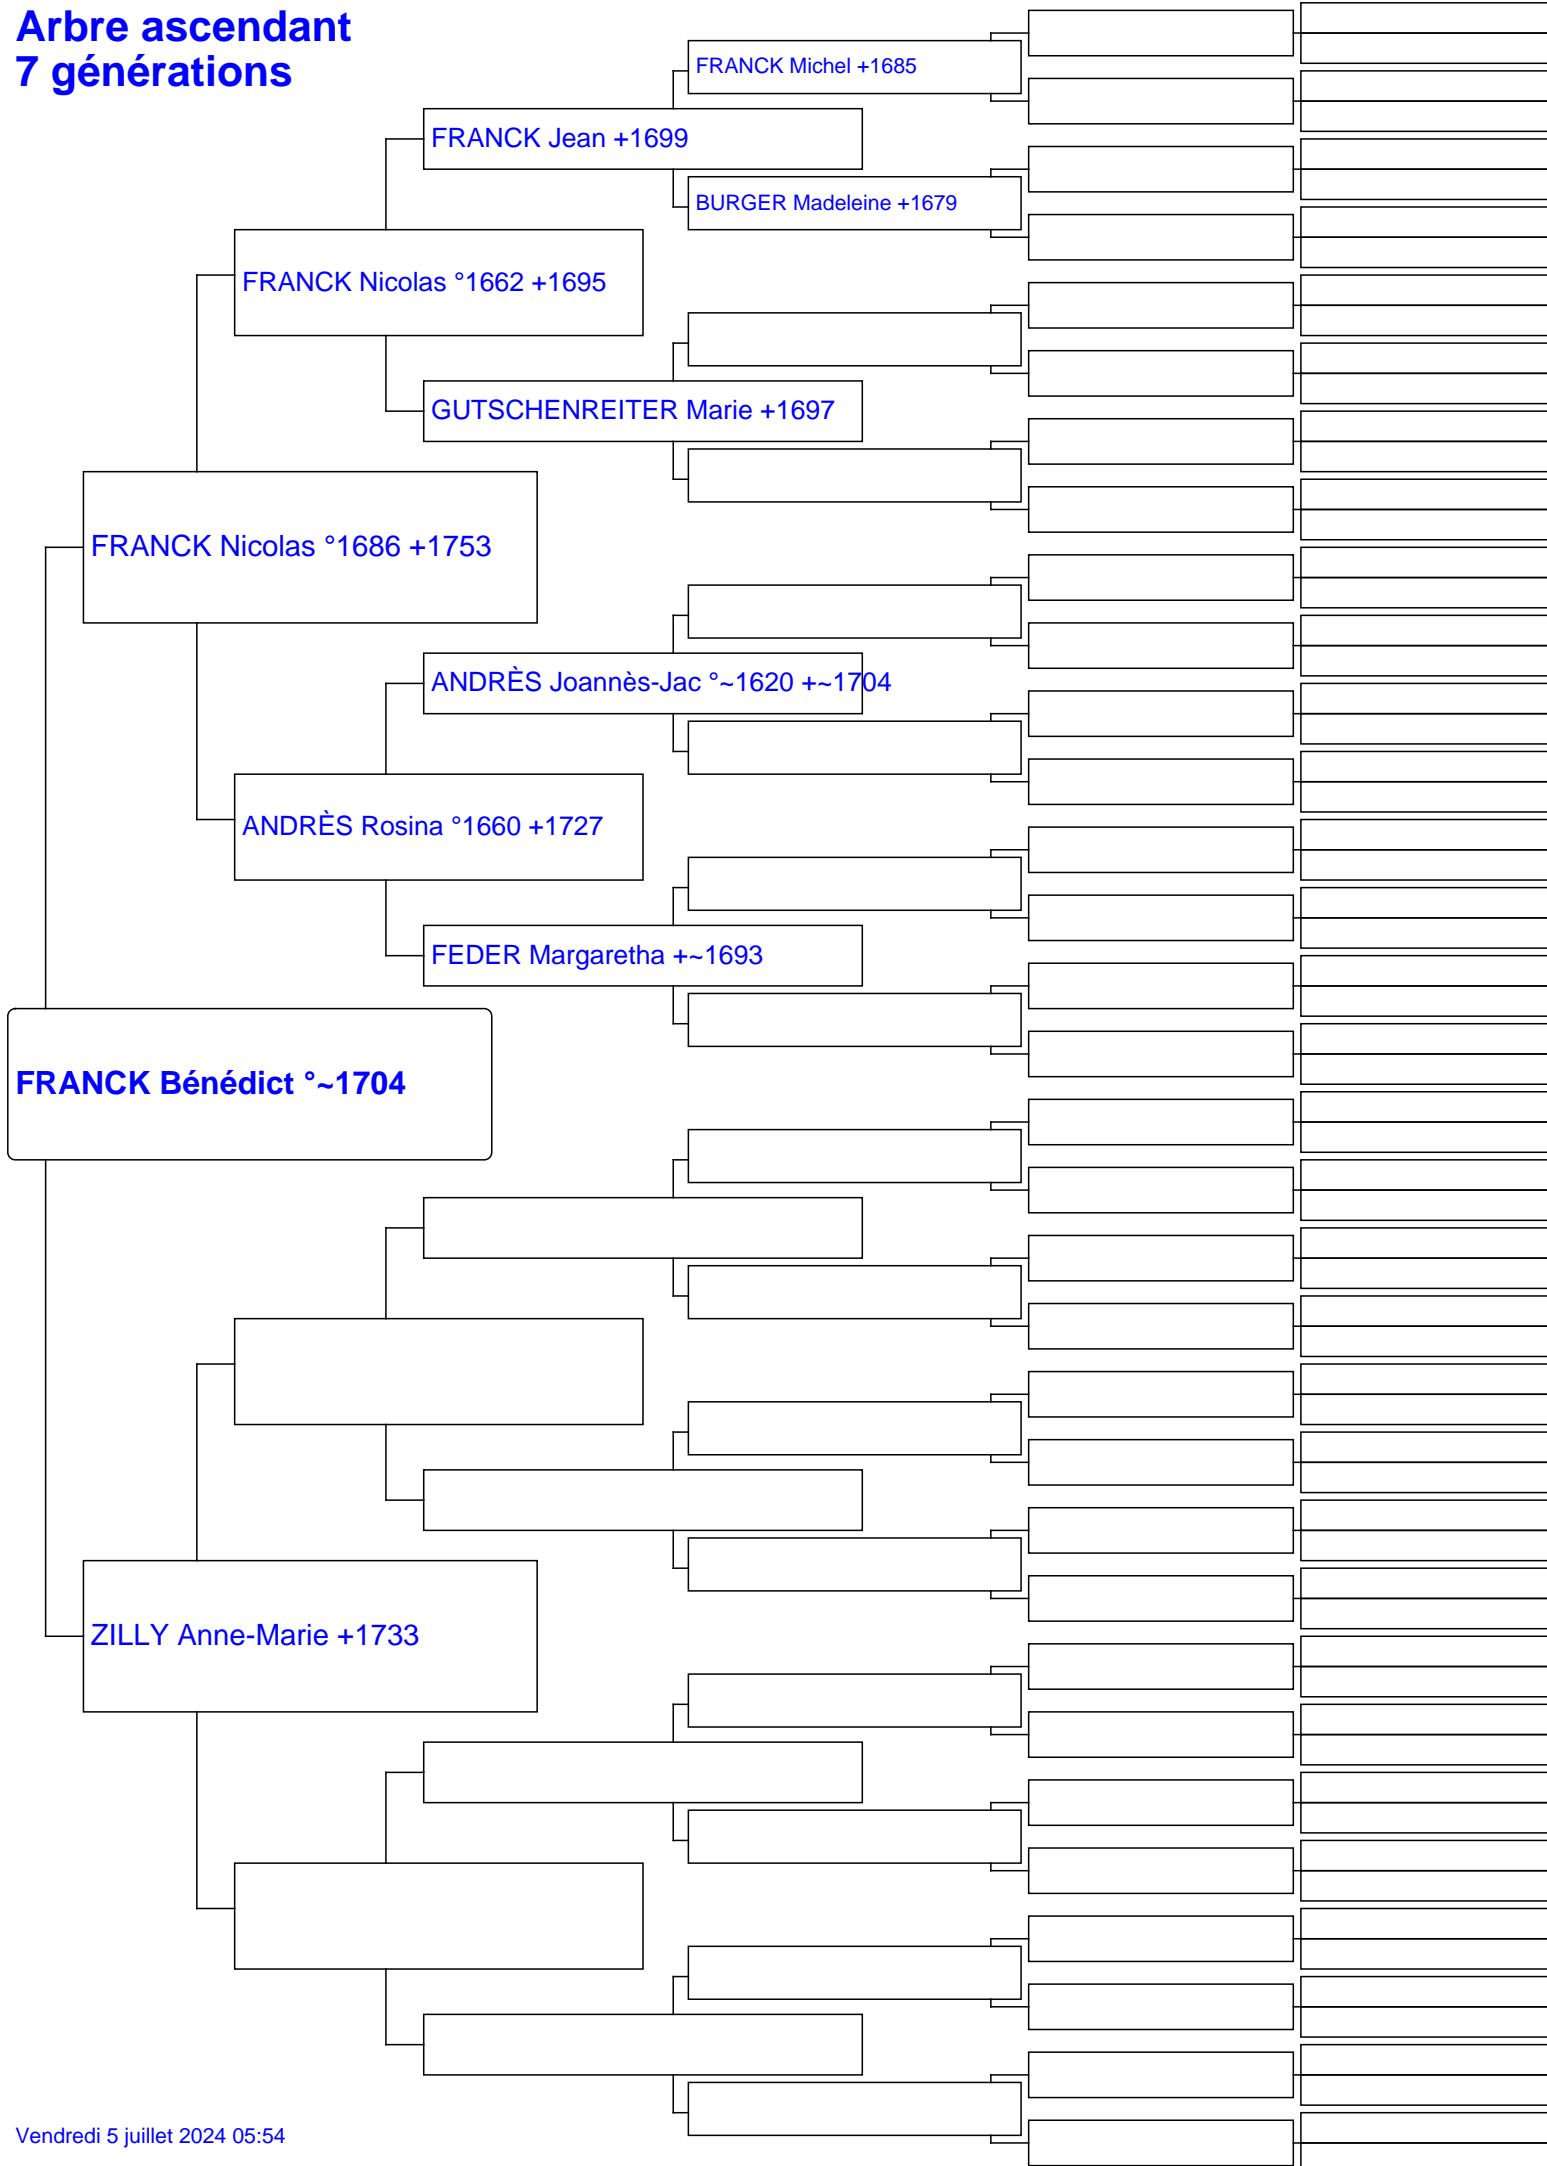 Arbre ascendant
7 générations
FRANCK Michel +1685
FRANCK Jean +1699
BURGER Madeleine +1679
FRANCK Nicolas °1662 +1695
GUTSCHENREITER Marie +1697
FRANCK Nicolas °1686 +1753
ANDRÈS Joannès-Jac °~1620 +~1704
ANDRÈS Rosina °1660 +1727
FEDER Margaretha +~1693
FRANCK Bénédict °~1704
ZILLY Anne-Marie +1733
Vendredi 5 juillet 2024 05:54